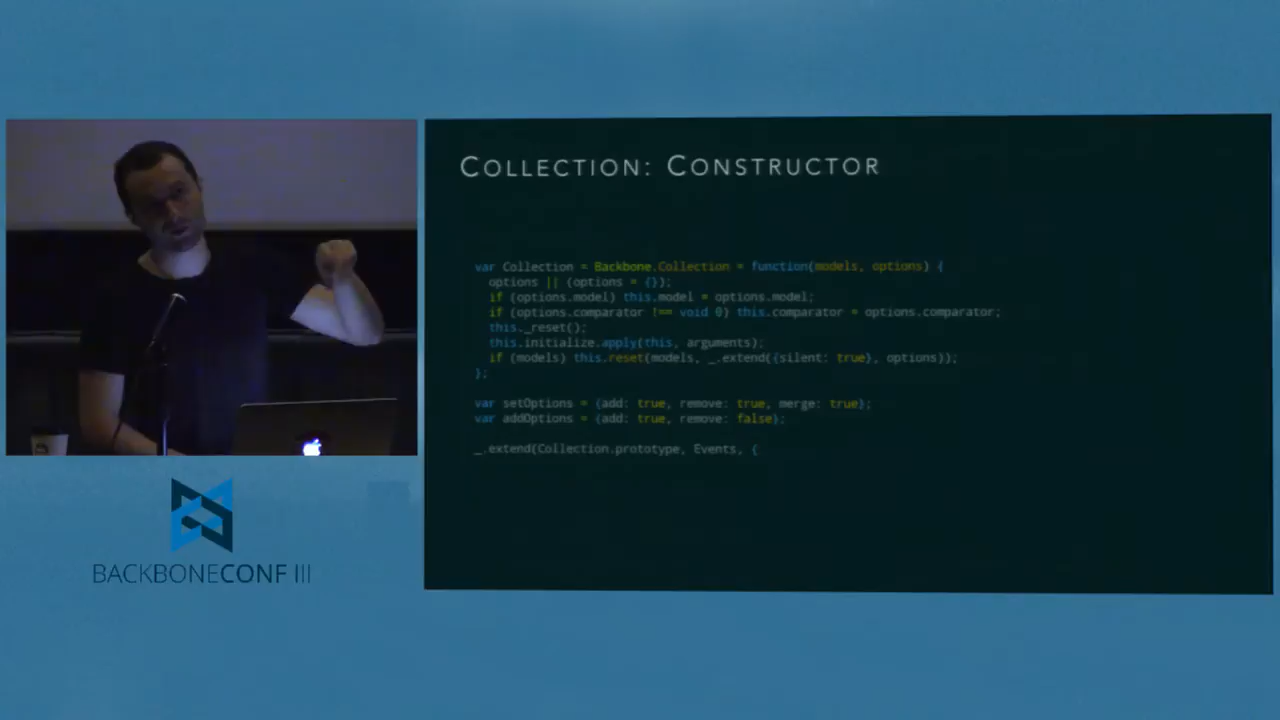 COLLECTION: CONSTRUCTOR
var Collection = Backbone.Collection = function(models, options) {
options || (options = {});
if (options.model) this.model = options.model;
if (options.comparator !== void 0) this.comparator = options.comparator;
this._reset();
this.initialize.apply(this, arguments);
if (models) this.reset(models, _.extend({silent: true}, options));
};
var setOptions = {add: true, remove: true, merge: true};
var addOptions = {add: true, remove: false};
_.extend(Collection.prototype, Events, {
BACKBONECONF III